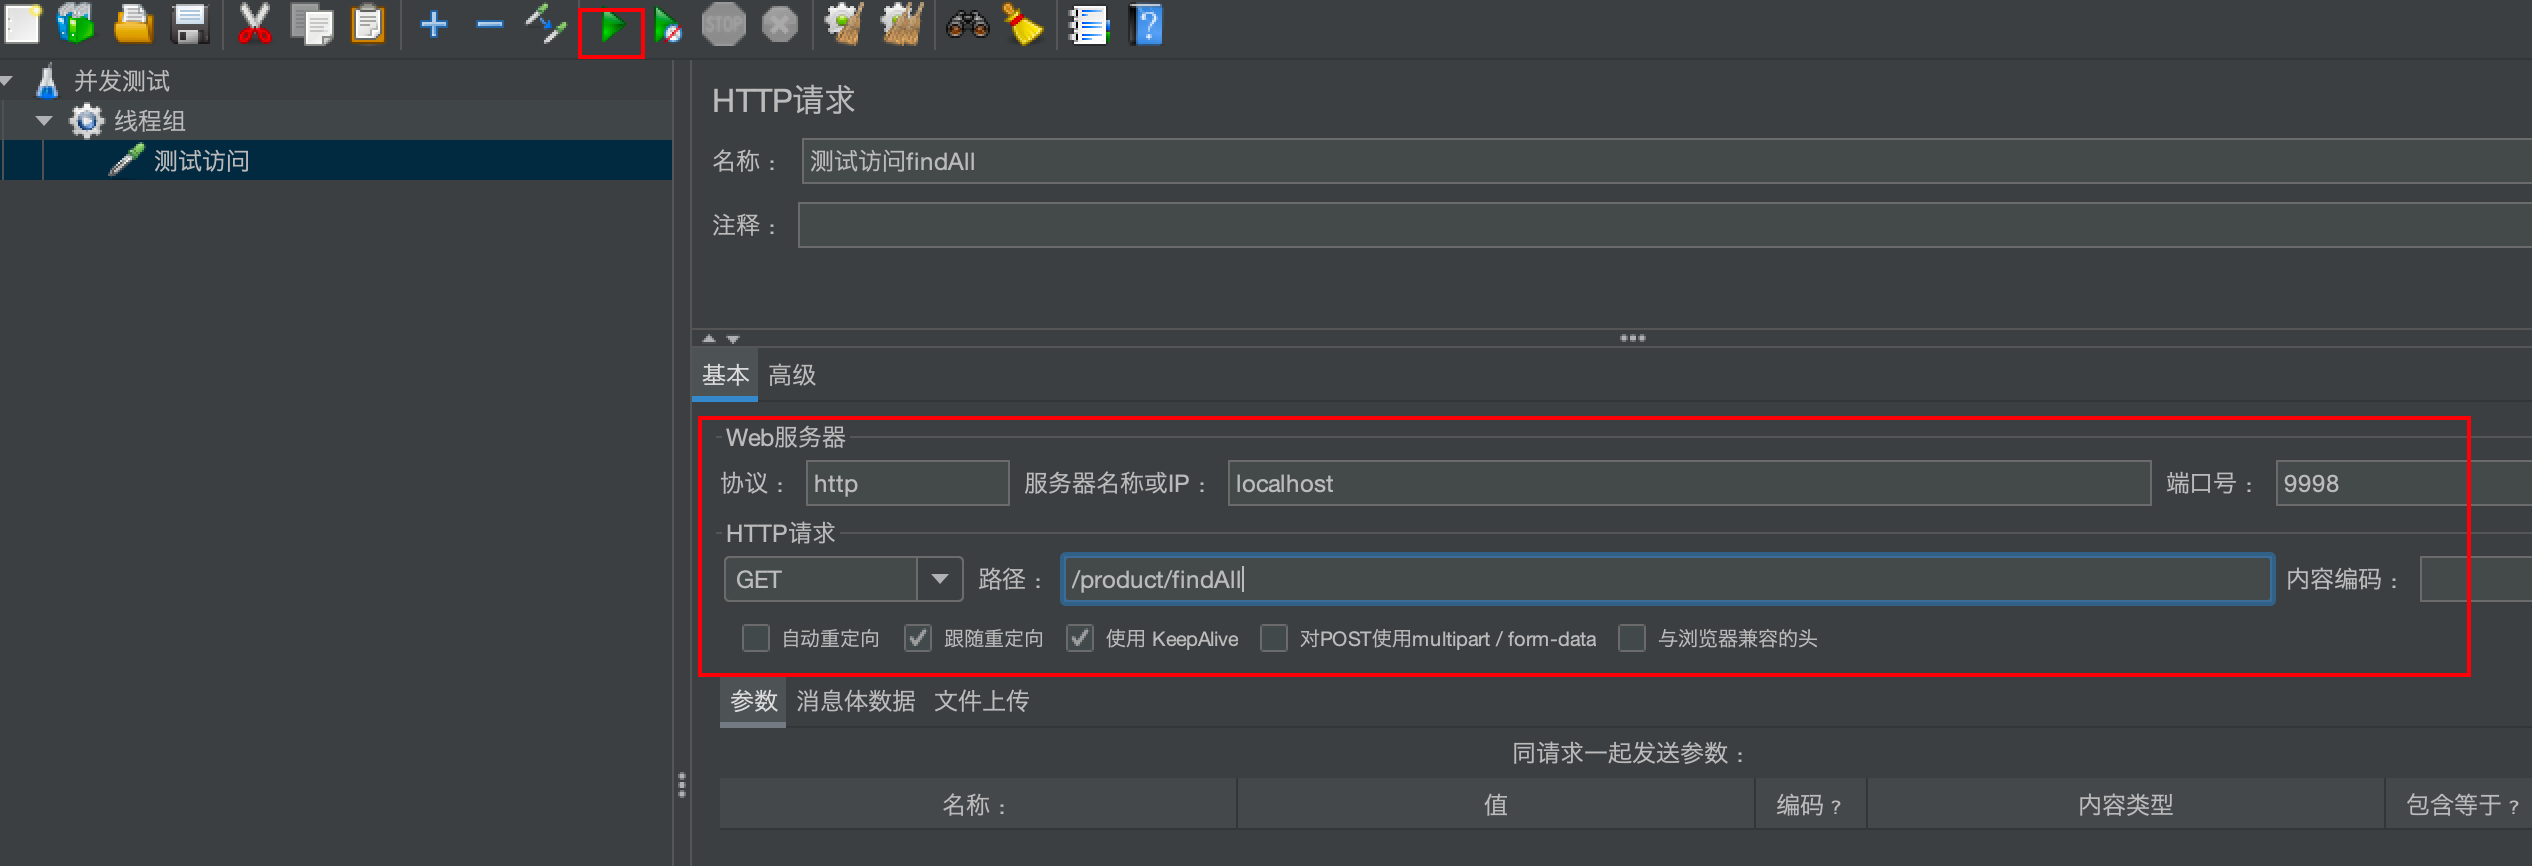 STOP
并发测试
线程组
测试访问
HTTP请求
名称： 测试访问findAll
注释：
基本 高级
Web服务器
协议： http 服务器名称或IP： localhost 端口号： 9998
HTTP请求
GET 路径： /product/findAll 内容编码：
自动重定向 跟随重定向 使用 KeepAlive 对POST使用multipart / form-data 与浏览器兼容的头
参数 消息体数据 文件上传
同请求一起发送参数：
名称： 值 编码? 内容类型 包含等于?